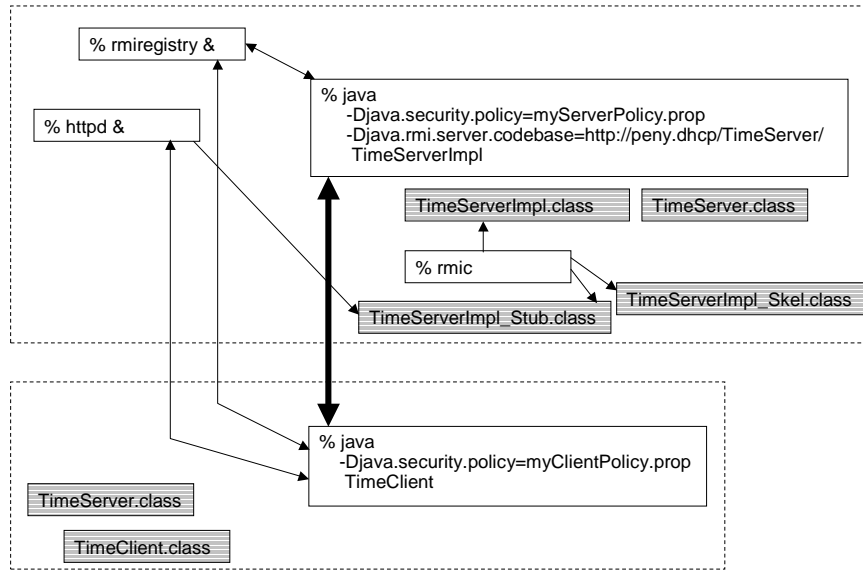 % rmiregistry &
% httpd &
% java
-Djava.security.policy=myServerPolicy.prop
-Djava.rmi.server.codebase=http://peny.dhcp/TimeServer/
TimeServerImpl
TimeServerImpl.class
TimeServer.class
% rmic
TimeServerImpl_Skel.class
TimeServerImpl_Stub.class
% java
-Djava.security.policy=myClientPolicy.prop
TimeClient
TimeServer.class
TimeClient.class